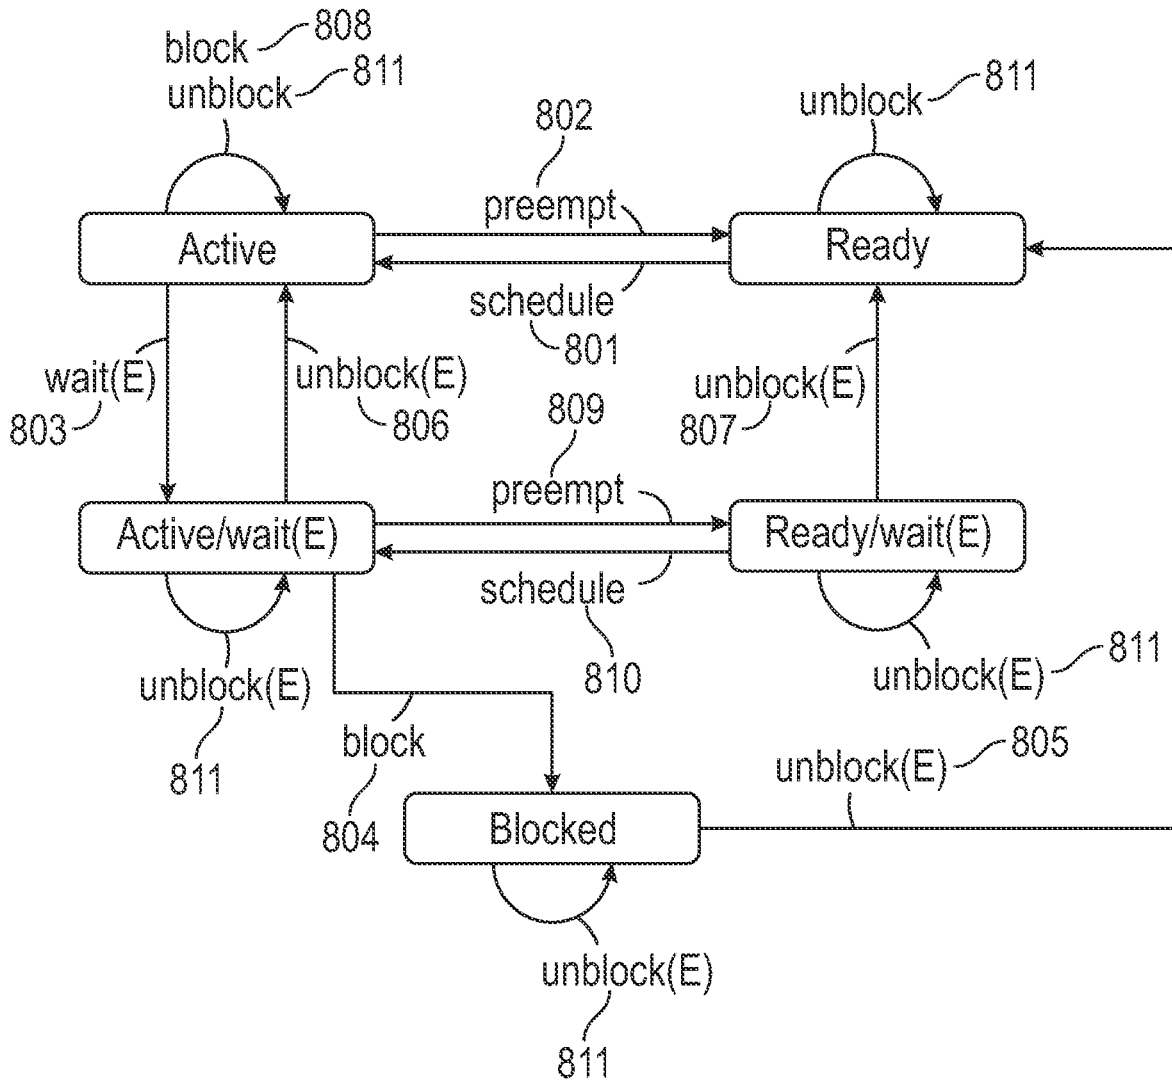 block 808
unblock 811
unblock 811
802
preempt
Active
Ready
schedule
801
wait(E)
803
unblock(E)
806
unblock(E)
807
809
preempt
Active/wait(E)
Ready/wait(E)
schedule
810
unblock(E)
811
unblock(E) 811
block
804
unblock(E) 805
Blocked
unblock(E)
811